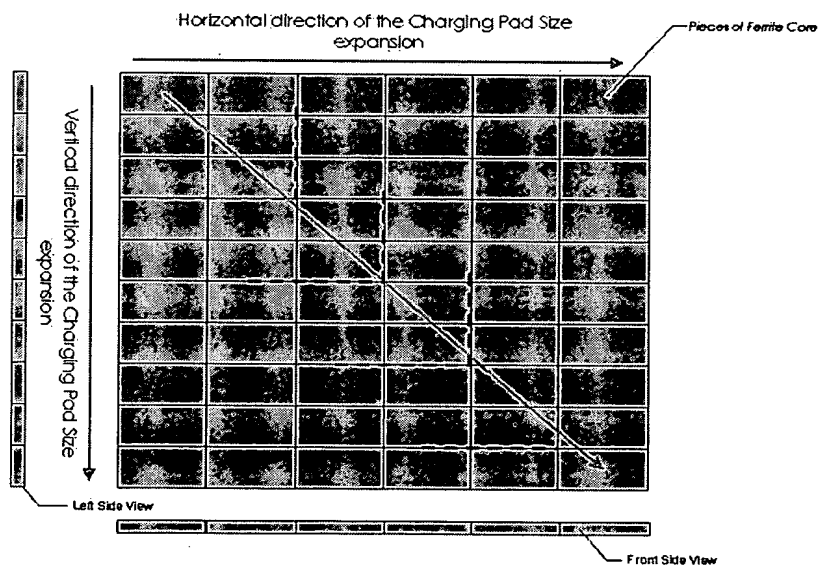 Horizontal direction of the Charging Pad Size
expansion
Pieces of Ferrite Core
Vertical direction of the Charging Pad Size
expansion
Left Side View
Front Side View